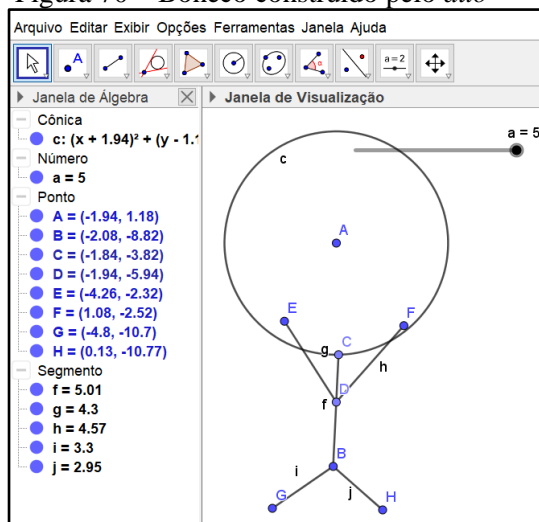 Figura 76 – Boneco construído pelo
Arquivo Editar Exibir Opções Ferramentas Janela Ajuda
A
a = 2
Janela de Álgebra
Janela de Visualização
Cônica
c: (x + 1.94)² + (y - 1.1
Número
a = 5
Ponto
A = (-1.94, 1.18)
B = (-2.08, -8.82)
C = (-1.84, -3.82)
D = (-1.94, -5.94)
E = (-4.26, -2.32)
F = (1.08, -2.52)
G = (-4.8, -10.7)
H = (0.13, -10.77)
Segmento
f = 5.01
g = 4.3
h = 4.57
i = 3.3
j = 2.95
a = 5
c
A
E
F
g
C
h
D
f
B
i
j
G
H